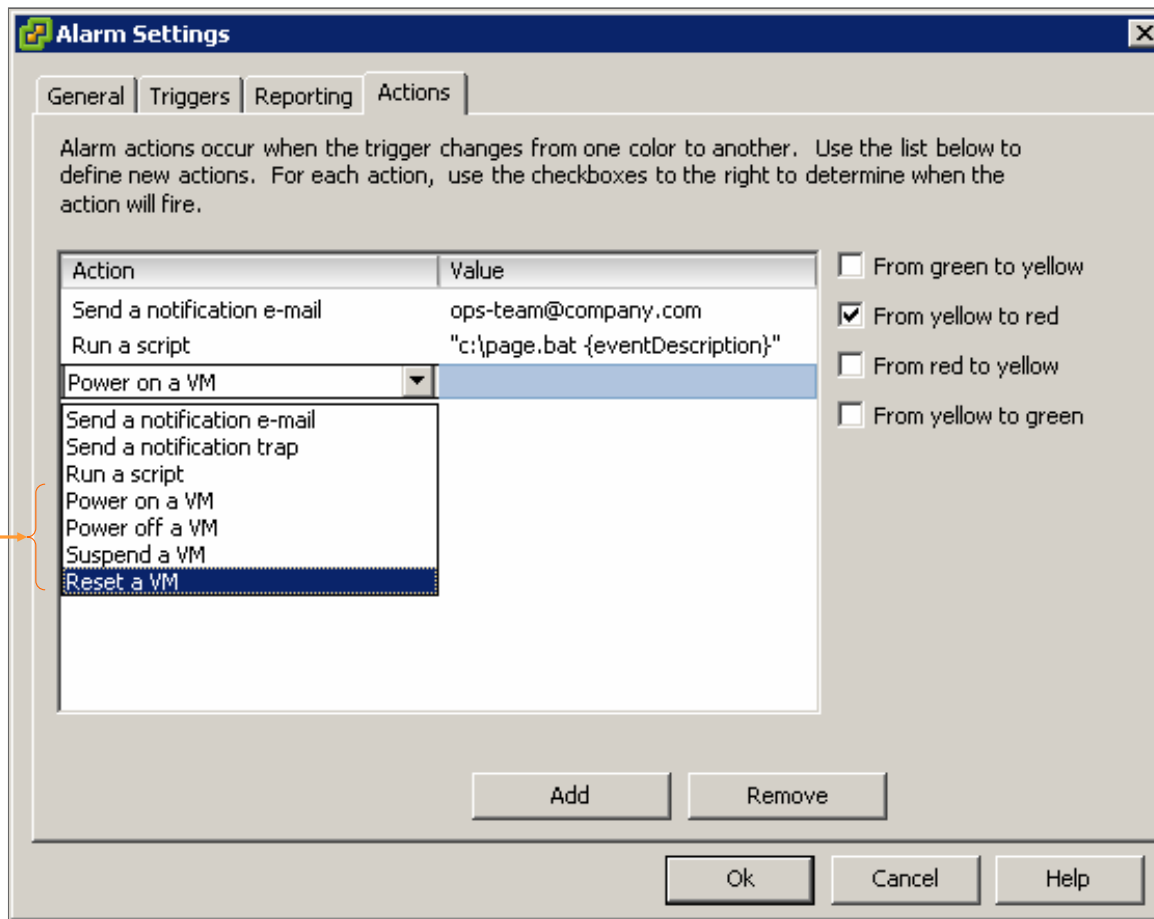 Alarm Settings
General Triggers Reporting Actions
Alarm actions occur when the trigger changes from one color to another. Use the list below to
define new actions. For each action, use the checkboxes to the right to determine when the
action will fire.
Action Value
Send a notification e-mail ops-team@company.com
Run a script "c:\page.bat {eventDescription}"
Power on a VM
Send a notification e-mail
Send a notification trap
Run a script
Power on a VM
Power off a VM
Suspend a VM
Reset a VM
From green to yellow
From yellow to red
From red to yellow
From yellow to green
Add Remove
Ok Cancel Help